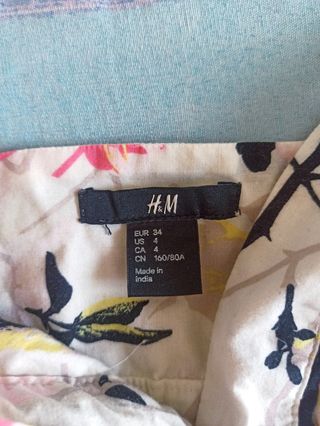 H&M
EUR 34
US 4
CA 4
CN 160/80A
Made in
India